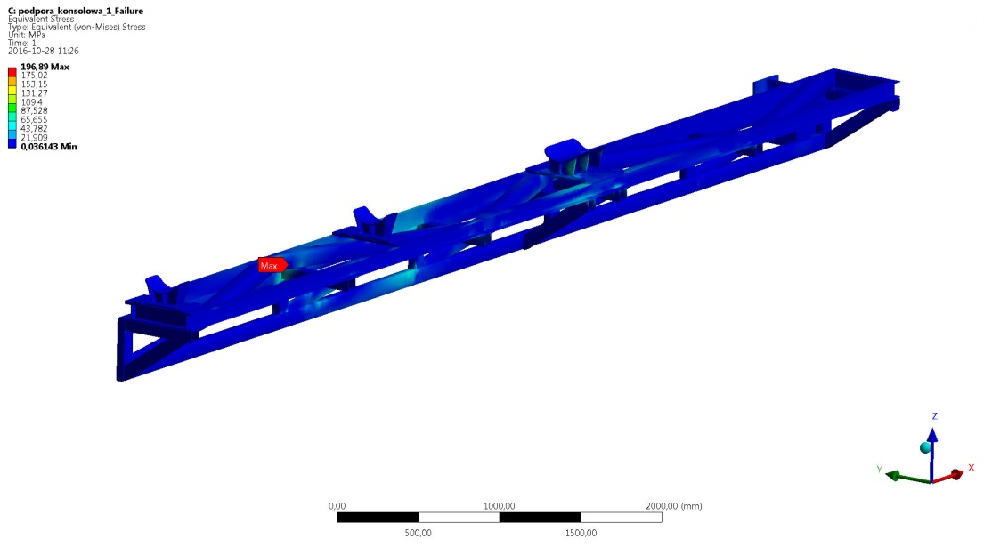 C: podpora_konsolowa_1_Failure
Equivalent Stress
Type: Equivalent (von-Mises) Stress
Unit: MPa
Time: 1
2016-10-28 11:26
196,89 Max
175,02
153,15
131,27
109,4
87,528
65,655
43,782
21,909
0,036143 Min
Max
Z
Y
X
0,00 1000,00 2000,00 (mm)
500,00 1500,00